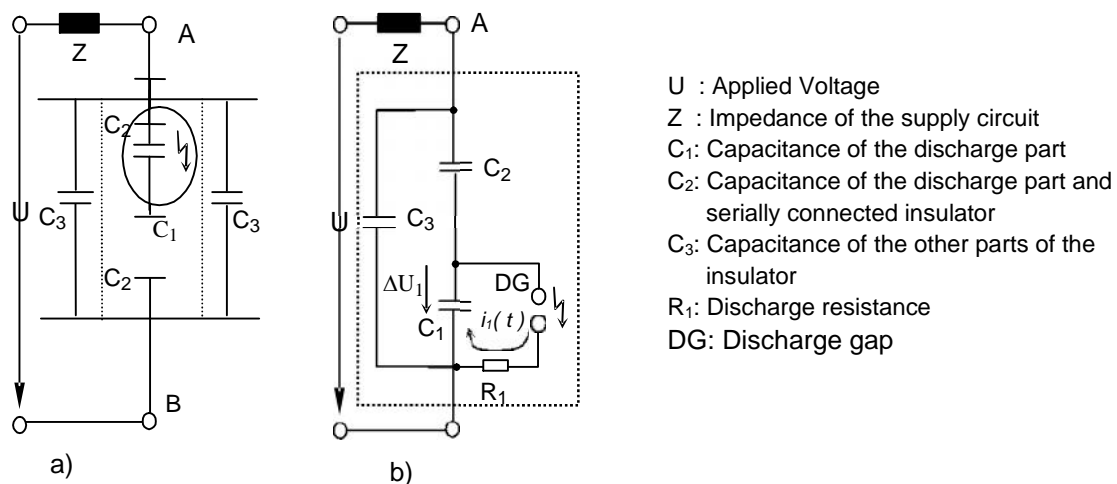 A
Z
C2
U
C3
C1
C3
C2
B
a)
A
Z
C2
U
C3
ΔU1
DG
C1
i1(t)
R1
b)
U : Applied Voltage
Z : Impedance of the supply circuit
C1: Capacitance of the discharge part
C2: Capacitance of the discharge part and
serially connected insulator
C3: Capacitance of the other parts of the
insulator
R1: Discharge resistance
DG: Discharge gap